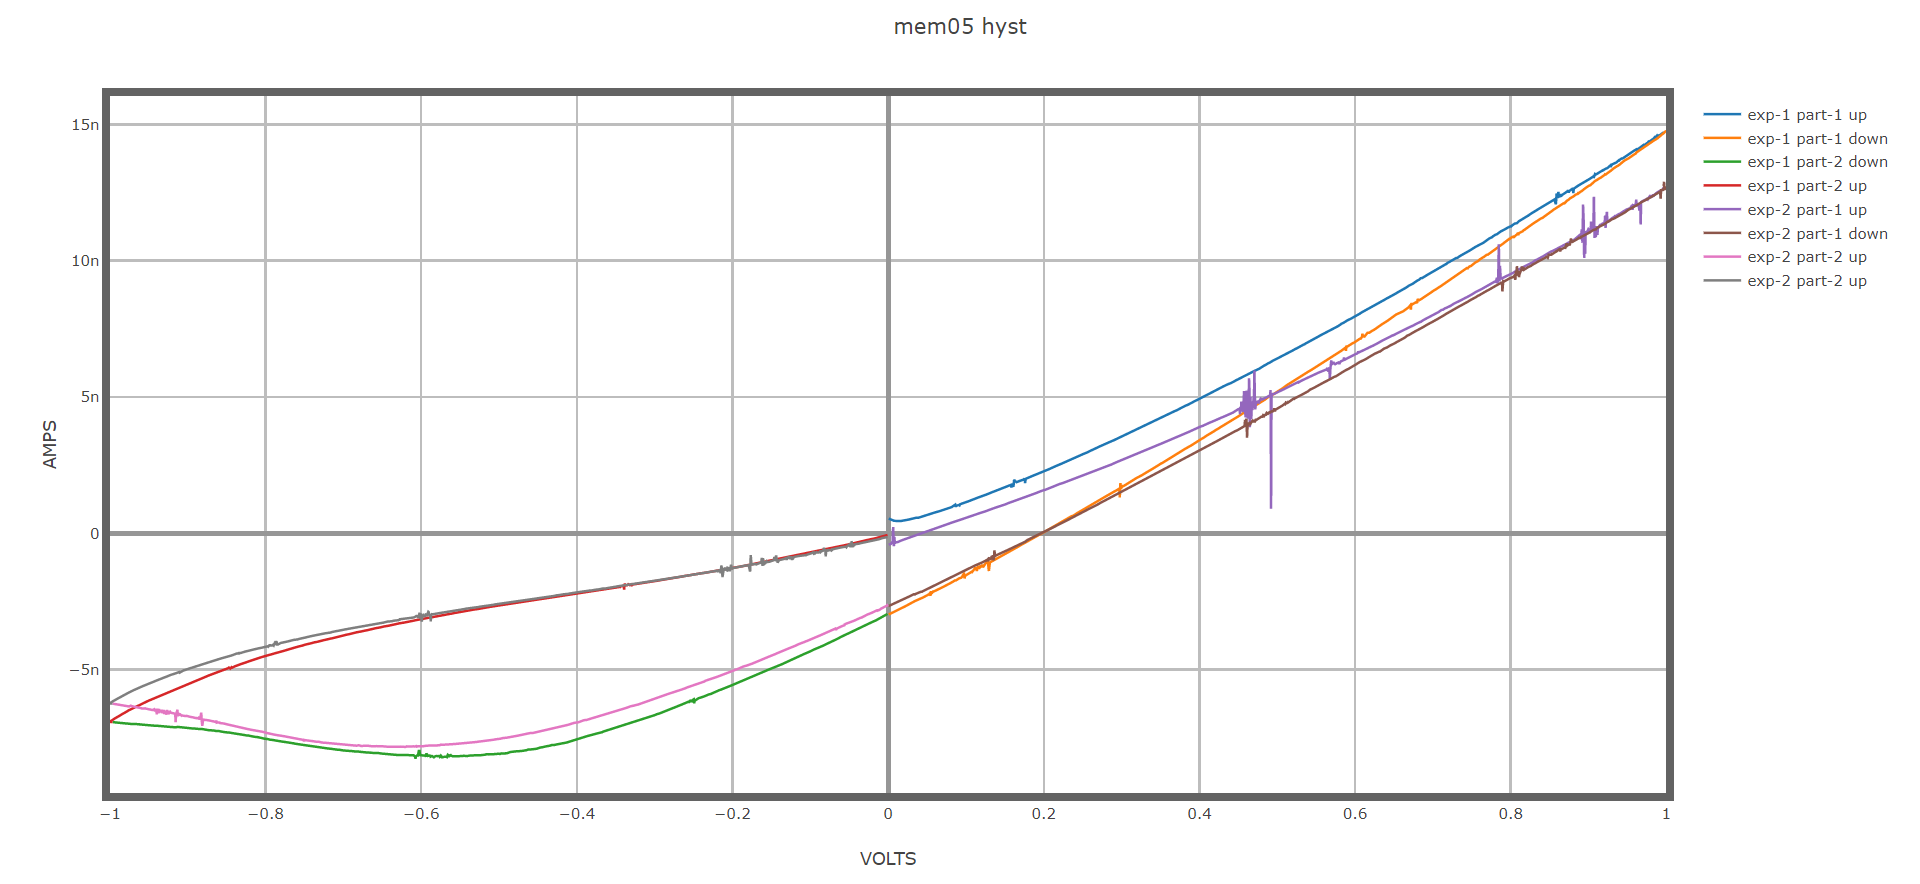 mem05 hyst
15n
10n
5n
0
−5n
AMPS
−1
−0.8
−0.6
−0.4
−0.2
0
0.2
0.4
0.6
0.8
1
VOLTS
exp-1 part-1 up
exp-1 part-1 down
exp-1 part-2 down
exp-1 part-2 up
exp-2 part-1 up
exp-2 part-1 down
exp-2 part-2 up
exp-2 part-2 up